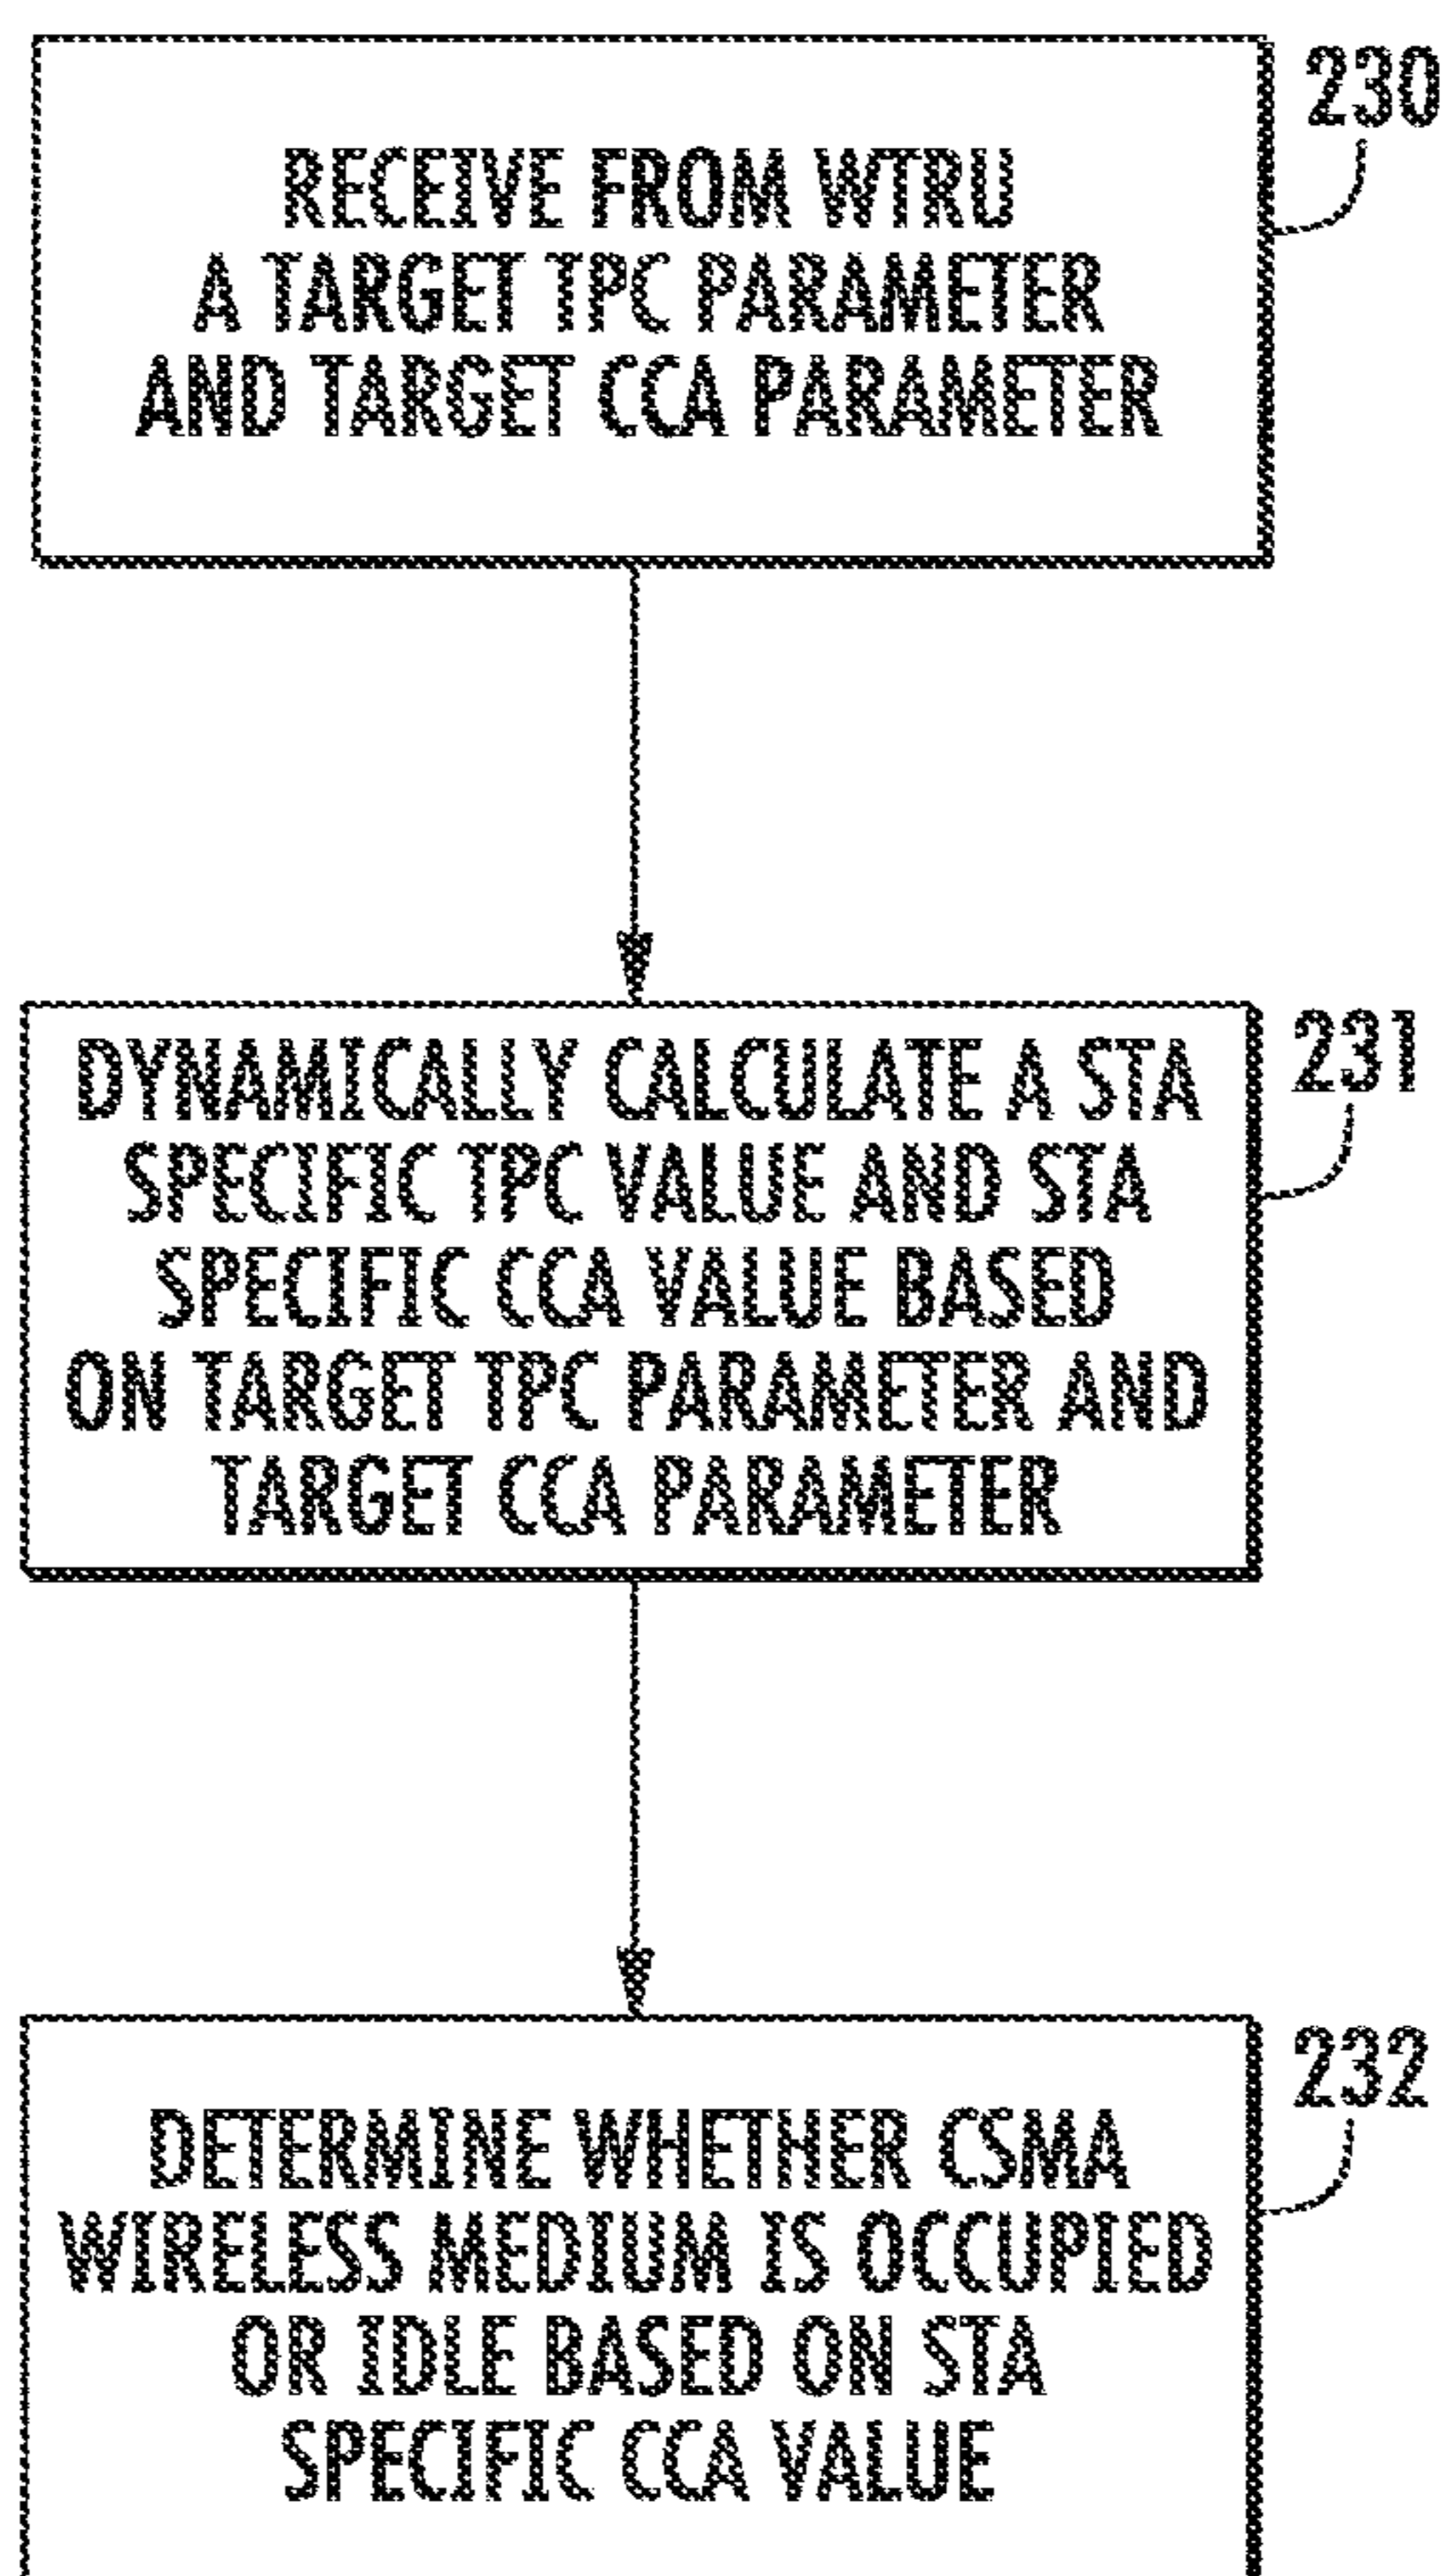 230
RECEIVE FROM WTRU
A TARGET TPC PARAMETER
AND TARGET CCA PARAMETER
231
DYNAMICALLY CALCULATE A STA
SPECIFIC TPC VALUE AND STA
SPECIFIC CCA VALUE BASED
ON TARGET TPC PARAMETER AND
TARGET CCA PARAMETER
232
DETERMINE WHETHER CSMA
WIRELESS MEDIUM IS OCCUPIED
OR IDLE BASED ON STA
SPECIFIC CCA VALUE